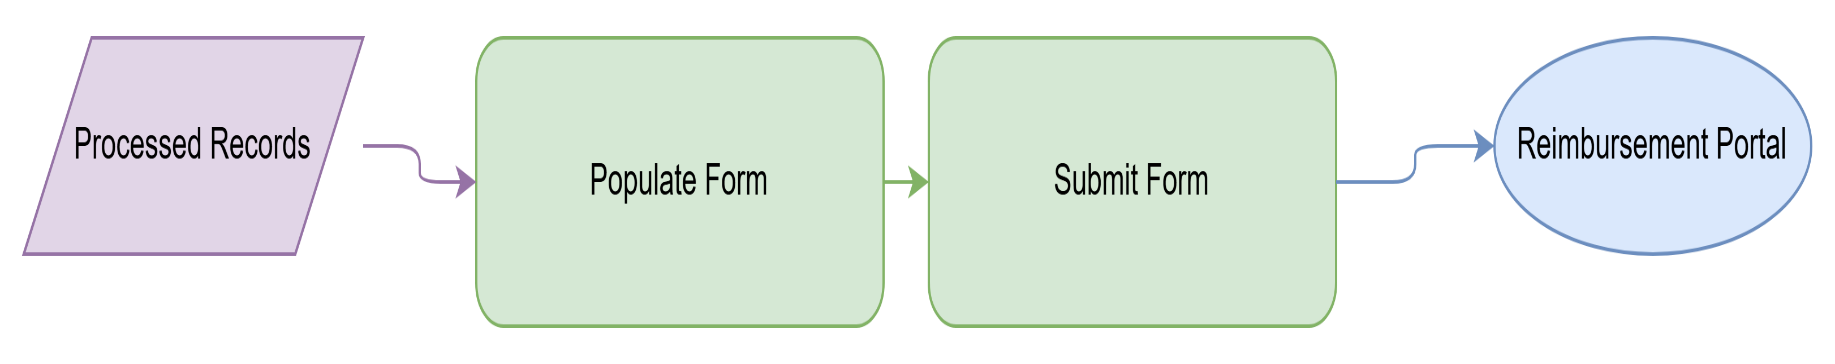 Processed Records
Populate Form
Submit Form
Reimbursement Portal